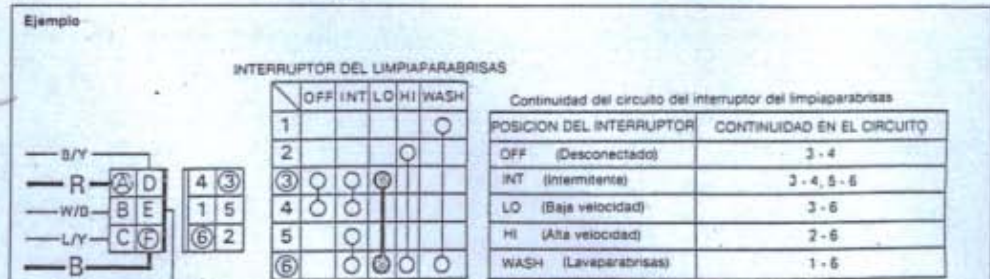 Ejemplo
INTERRUPTOR DEL LIMPIAPARABRISAS
OFF INT LO HI WASH
1
2
3
4
5
6
B/Y
R A D
W/B B E
L/Y C F
B
4 3
1 5
6 2
Continuidad del circuito del interruptor del limpiaparabrisas
POSICION DEL INTERRUPTOR CONTINUIDAD EN EL CIRCUITO
OFF (Desconectado) 3 - 4
INT (Intermitente) 3 - 4, 5 - 6
LO (Baja velocidad) 3 - 6
HI (Alta velocidad) 2 - 6
WASH (Lavaparabrisas) 1 - 6